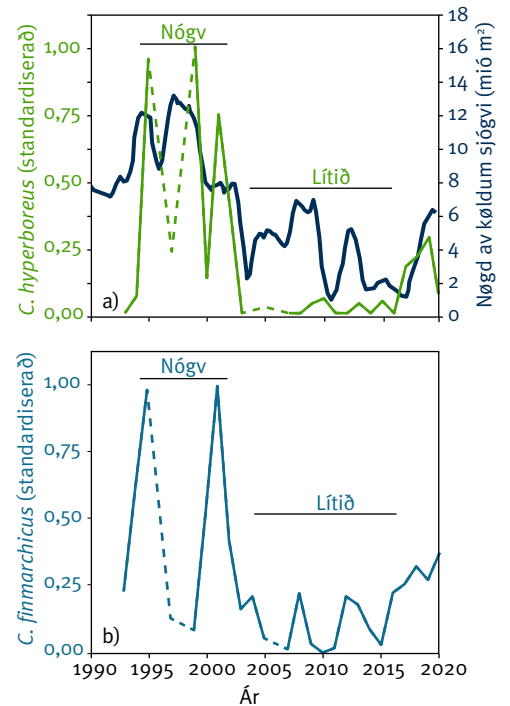 Nógv
18
1,00
16
14
0,75
12
10
0,50
Lítið
8
6
0,25
4
2
0,00
0
a)
C. hyperboreus (standardiserað)
Nøgd av køldum sjógvi (mió m²)
Nógv
1,00
0,75
0,50
Lítið
0,25
0,00
b)
C. finmarchicus (standardiserað)
1990 1995 2000 2005 2010 2015 2020
Ár